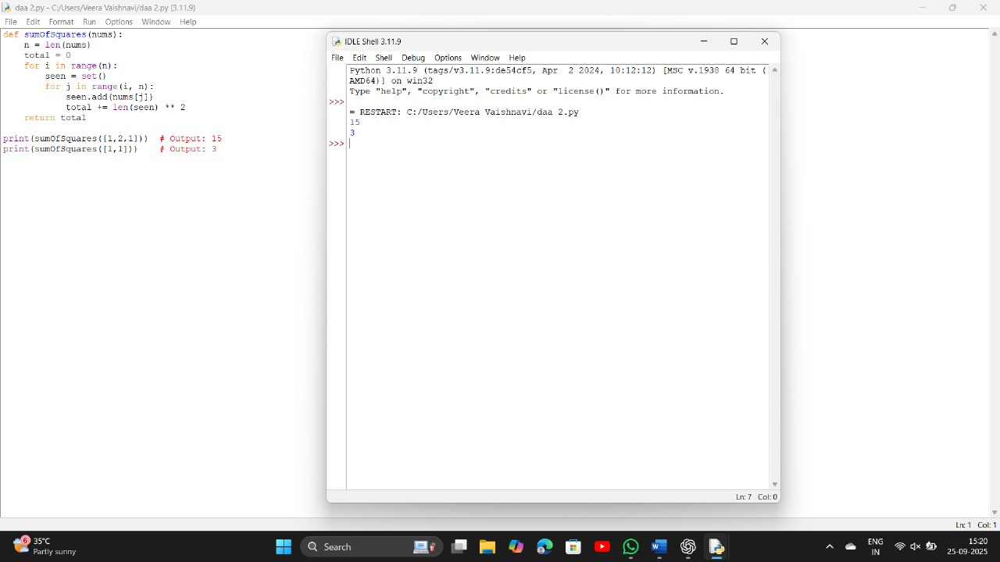 daa 2.py - C:/Users/Veera Vaishnavi/daa 2.py (3.11.9)
File Edit Format Run Options Window Help
def sumOfSquares(nums):
    n = len(nums)
    total = 0
    for i in range(n):
        seen = set()
        for j in range(i, n):
            seen.add(nums[j])
            total += len(seen) ** 2
    return total
print(sumOfSquares([1,2,1]))  # Output: 15
print(sumOfSquares([1,1]))    # Output: 3
IDLE Shell 3.11.9
File Edit Shell Debug Options Window Help
Python 3.11.9 (tags/v3.11.9:de54cf5, Apr  2 2024, 10:12:12) [MSC v.1938 64 bit (
AMD64)] on win32
Type "help", "copyright", "credits" or "license()" for more information.
>>>
= RESTART: C:/Users/Veera Vaishnavi/daa 2.py
15
3
>>>
Ln: 7 Col: 0
Ln: 1 Col: 1
6
35°C
Partly sunny
Search
ENG
IN
15:20
25-09-2025